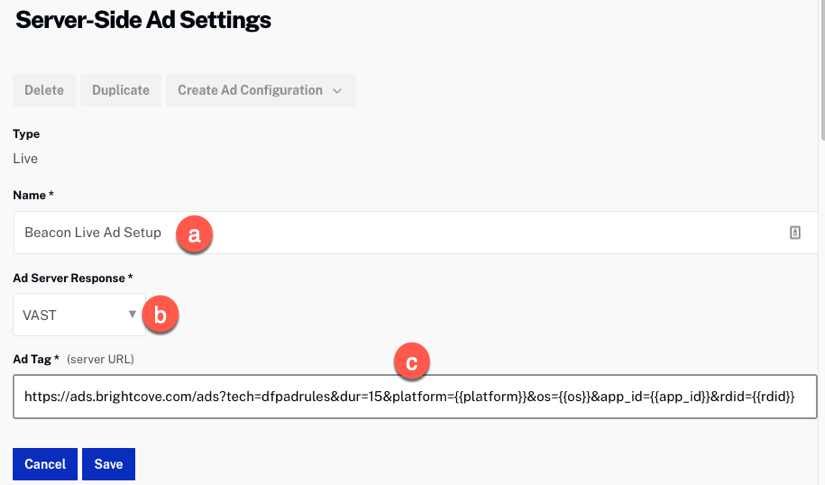 Server-Side Ad Settings
Delete Duplicate Create Ad Configuration
Type
Live
Name *
Beacon Live Ad Setup a
Ad Server Response *
VAST b
Ad Tag * (server URL) c
https://ads.brightcove.com/ads?tech=dfpadrules&dur=15&platform={{platform}}&os={{os}}&app_id={{app_id}}&rdid={{rdid}}
Cancel Save